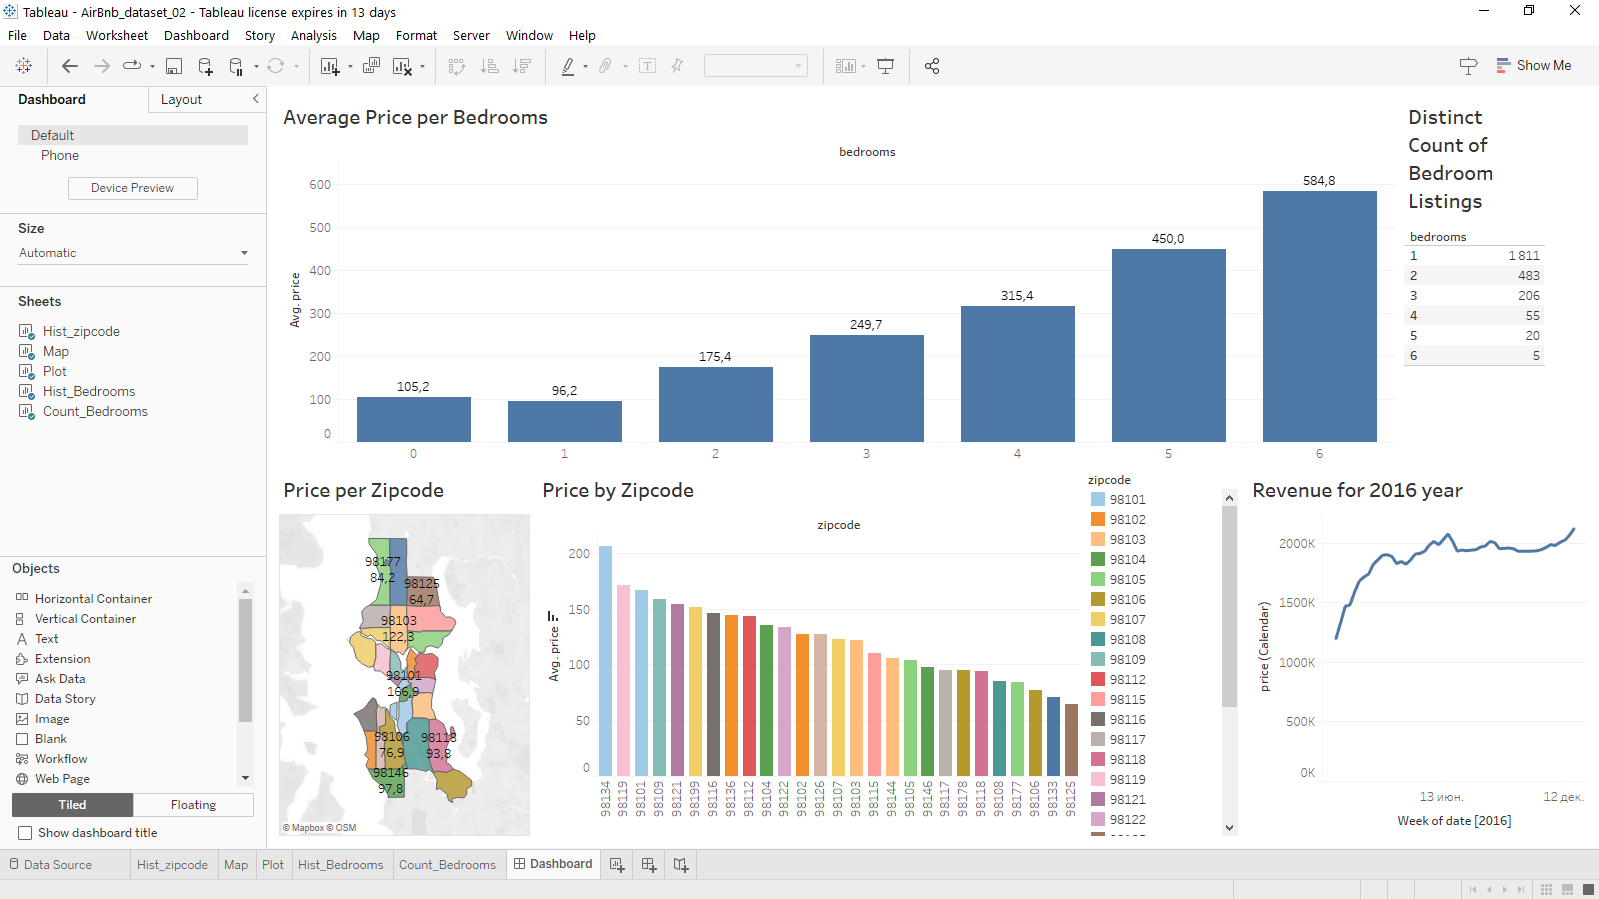 Tableau - AirBnb_dataset_02 - Tableau license expires in 13 days
File Data Worksheet Dashboard Story Analysis Map Format Server Window Help
Show Me
Dashboard Layout
Default
Phone
Device Preview
Size
Automatic
Sheets
Hist_zipcode
Map
Plot
Hist_Bedrooms
Count_Bedrooms
Objects
Horizontal Container
Vertical Container
Text
Extension
Ask Data
Data Story
Image
Blank
Workflow
Web Page
Tiled Floating
Show dashboard title
Average Price per Bedrooms
bedrooms
Avg. price
600
500
400
300
200
100
0
105,2
96,2
175,4
249,7
315,4
450,0
584,8
0 1 2 3 4 5 6
Distinct
Count of
Bedroom
Listings
bedrooms
1 1 811
2 483
3 206
4 55
5 20
6 5
Price per Zipcode
98177
84,2
98125
64,7
98103
122,3
98101
166,9
98106
76,9
98118
93,8
98146
97,8
© Mapbox © OSM
Price by Zipcode
zipcode
Avg. price
200
150
100
50
0
98134
98119
98101
98109
98121
98199
98116
98136
98112
98104
98122
98102
98126
98107
98103
98115
98144
98105
98146
98117
98178
98118
98108
98177
98106
98133
98125
zipcode
98101
98102
98103
98104
98105
98106
98107
98108
98109
98112
98115
98116
98117
98118
98119
98121
98122
Revenue for 2016 year
price (Calendar)
2000K
1500K
1000K
500K
0K
13 июн. 12 дек.
Week of date [2016]
Data Source Hist_zipcode Map Plot Hist_Bedrooms Count_Bedrooms Dashboard